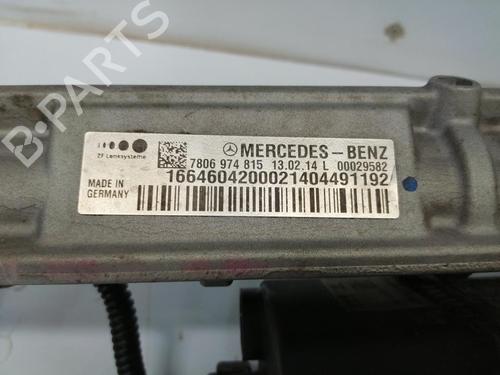 ZF Lenksysteme
MERCEDES-BENZ
7806 974 815 13.02.14 L 00029582
MADE IN
GERMANY
1664604200021404491192
B
B-PARTS